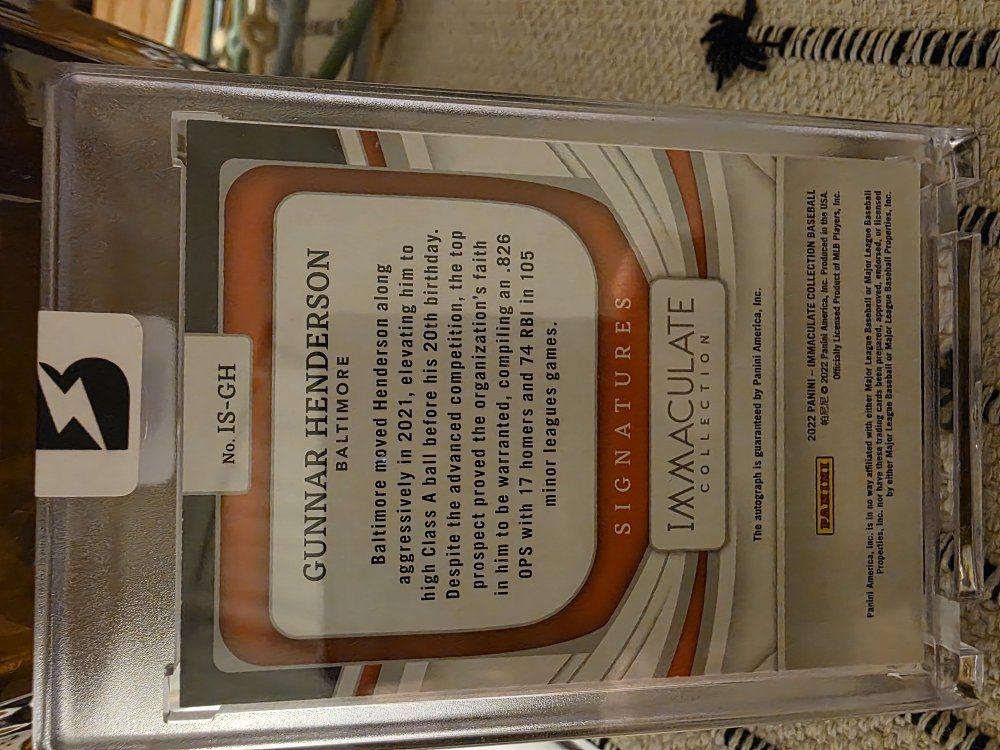 No. IS-GH
GUNNAR HENDERSON
BALTIMORE
Baltimore moved Henderson along
aggressively in 2021, elevating him to
high Class A ball before his 20th birthday.
Despite the advanced competition, the top
prospect proved the organization's faith
in him to be warranted, compiling an .826
OPS with 17 homers and 74 RBI in 105
minor leagues games.
SIGNATURES
IMMACULATE
COLLECTION
The autograph is guaranteed by Panini America, Inc.
PANINI
2022 PANINI – IMMACULATE COLLECTION BASEBALL
帕尼尼 © 2022 Panini America, Inc. Produced in the USA.
Officially Licensed Product of MLB Players, Inc.
Panini America, Inc. is in no way affiliated with either Major League Baseball or Major League Baseball
Properties, Inc. nor have these trading cards been prepared, approved, endorsed, or licensed
by either Major League Baseball or Major League Baseball Properties, Inc.